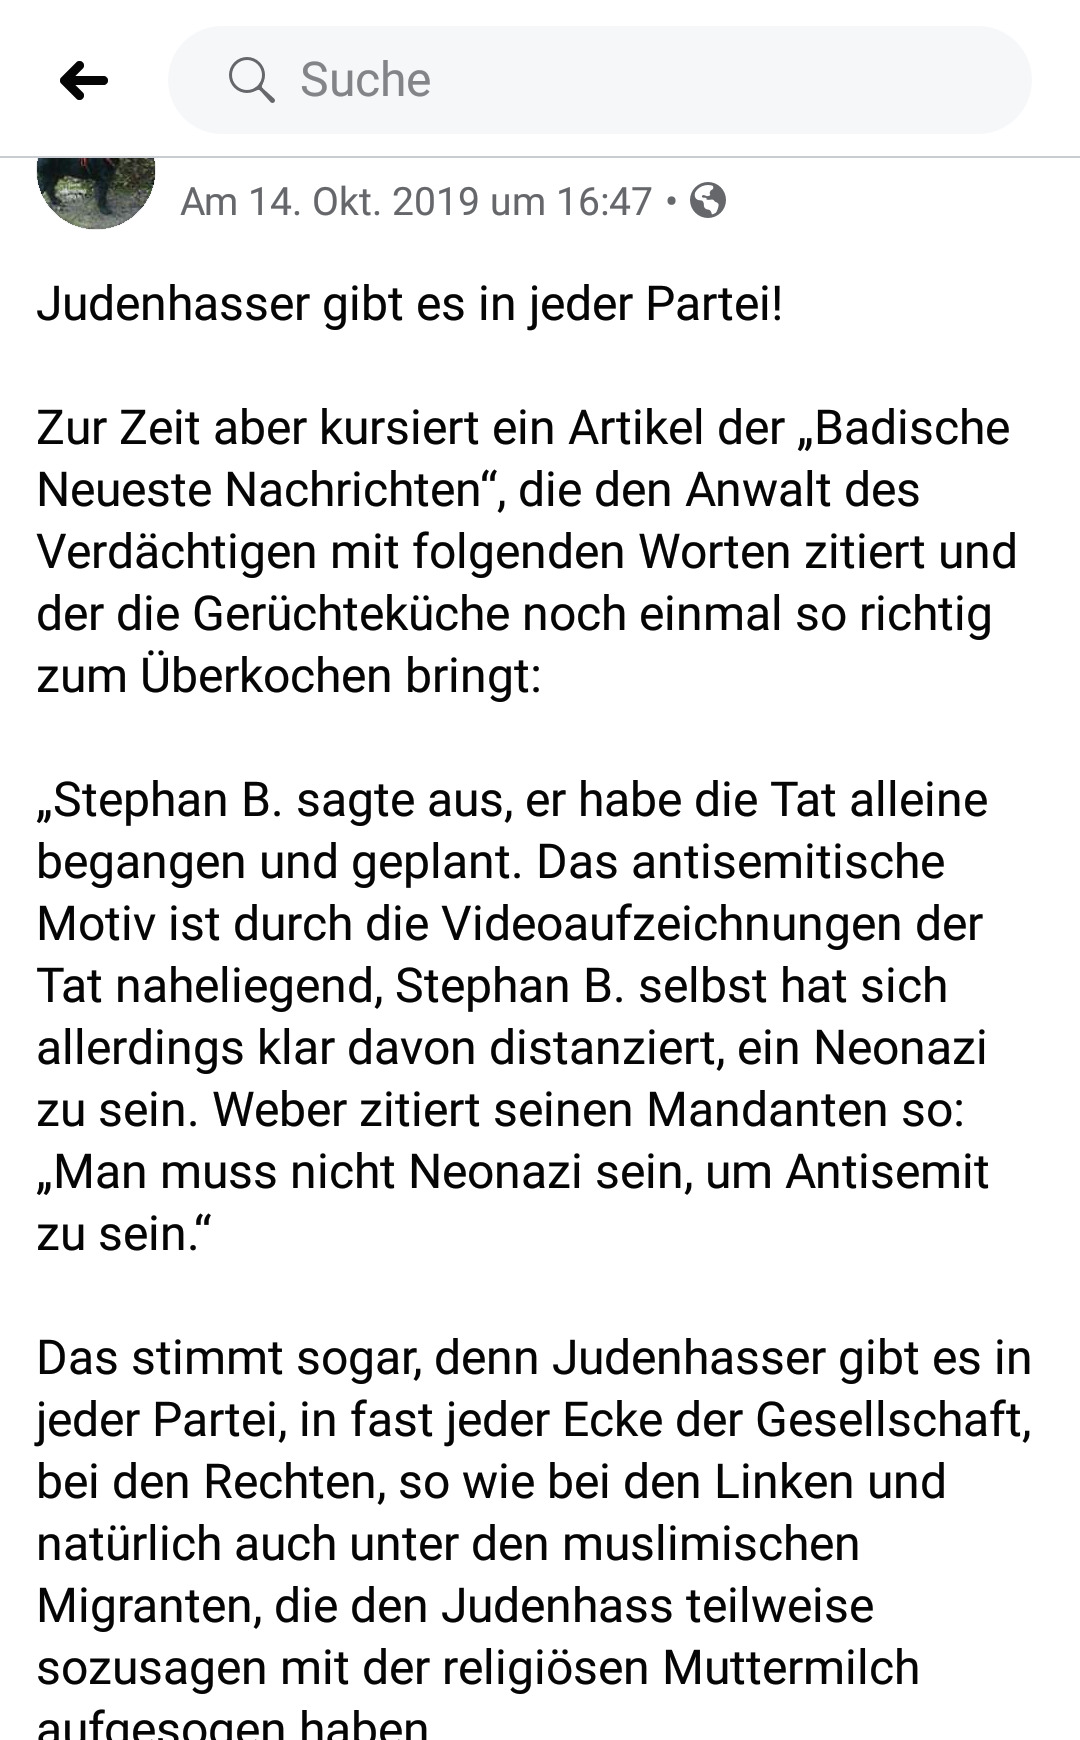 Suche
Am 14. Okt. 2019 um 16:47 •
Judenhasser gibt es in jeder Partei!
Zur Zeit aber kursiert ein Artikel der „Badische
Neueste Nachrichten“, die den Anwalt des
Verdächtigen mit folgenden Worten zitiert und
der die Gerüchteküche noch einmal so richtig
zum Überkochen bringt:
„Stephan B. sagte aus, er habe die Tat alleine
begangen und geplant. Das antisemitische
Motiv ist durch die Videoaufzeichnungen der
Tat naheliegend, Stephan B. selbst hat sich
allerdings klar davon distanziert, ein Neonazi
zu sein. Weber zitiert seinen Mandanten so:
„Man muss nicht Neonazi sein, um Antisemit
zu sein.“
Das stimmt sogar, denn Judenhasser gibt es in
jeder Partei, in fast jeder Ecke der Gesellschaft,
bei den Rechten, so wie bei den Linken und
natürlich auch unter den muslimischen
Migranten, die den Judenhass teilweise
sozusagen mit der religiösen Muttermilch
aufgesogen haben